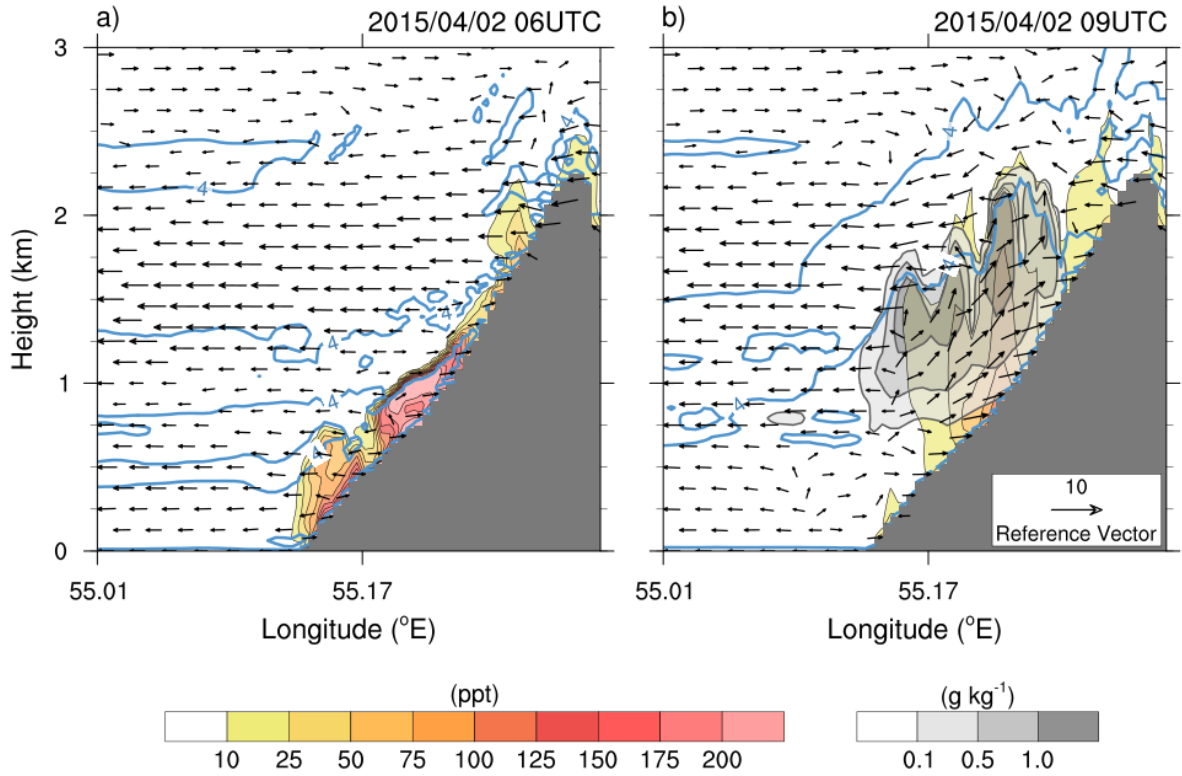 a) 2015/04/02 06UTC
b) 2015/04/02 09UTC
3
2
1
0
Height (km)
4
4
4
4
4
4
4
4
10
Reference Vector
55.01 55.17
55.01 55.17
Longitude (°E)
Longitude (°E)
(ppt)
(g kg⁻¹)
10 25 50 75 100 125 150 175 200
0.1 0.5 1.0